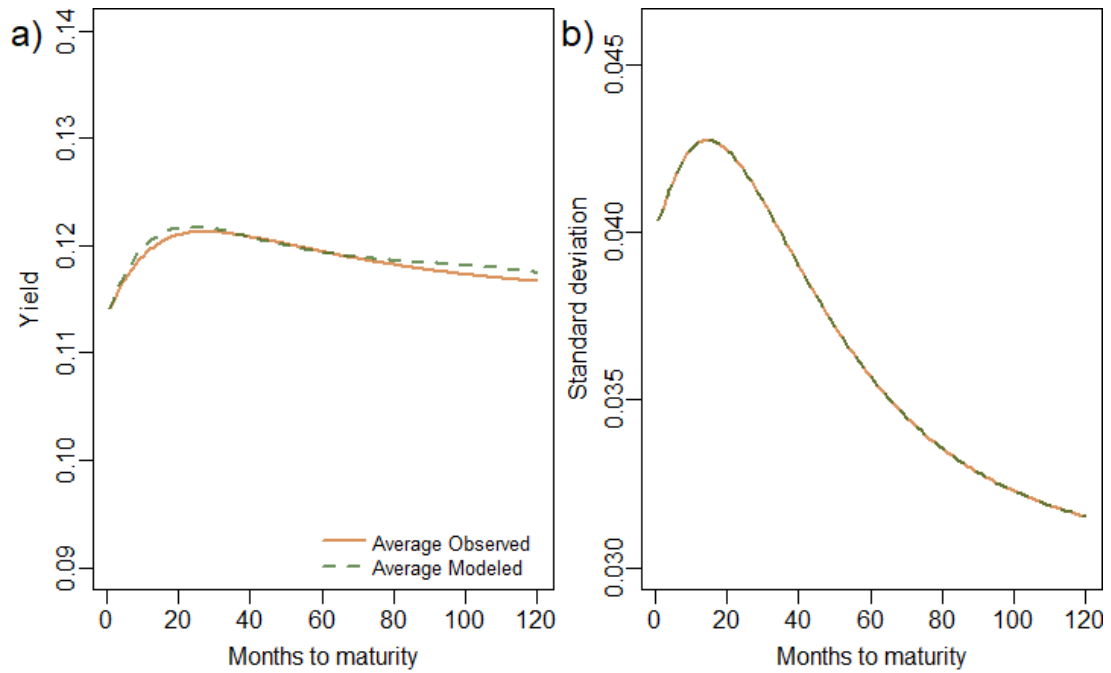 a)
Yield
0.14
0.13
0.12
0.11
0.10
0.09
Average Observed
Average Modeled
0 20 40 60 80 100 120
Months to maturity
b)
Standard deviation
0.045
0.040
0.035
0.030
0 20 40 60 80 100 120
Months to maturity